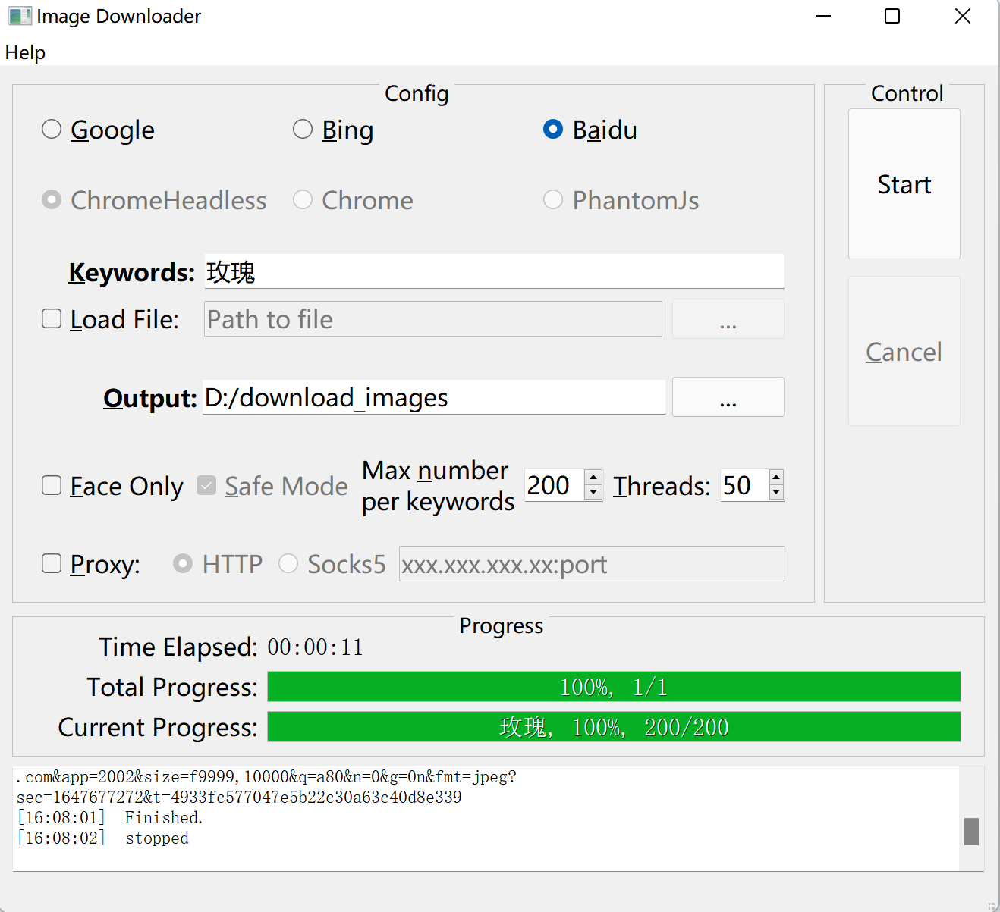 Image Downloader
Help
Config
Google
Bing
Baidu
ChromeHeadless
Chrome
PhantomJs
Keywords: 玫瑰
Load File: Path to file ...
Output: D:/download_images ...
Face Only
Safe Mode
Max number
per keywords
200
Threads: 50
Proxy:
HTTP
Socks5
xxx.xxx.xxx.xx:port
Control
Start
Cancel
Progress
Time Elapsed: 00:00:11
Total Progress: 100%, 1/1
Current Progress: 玫瑰, 100%, 200/200
.com&app=2002&size=f9999,10000&q=a80&n=0&g=0n&fmt=jpeg?
sec=1647677272&t=4933fc577047e5b22c30a63c40d8e339
[16:08:01] Finished.
[16:08:02] stopped